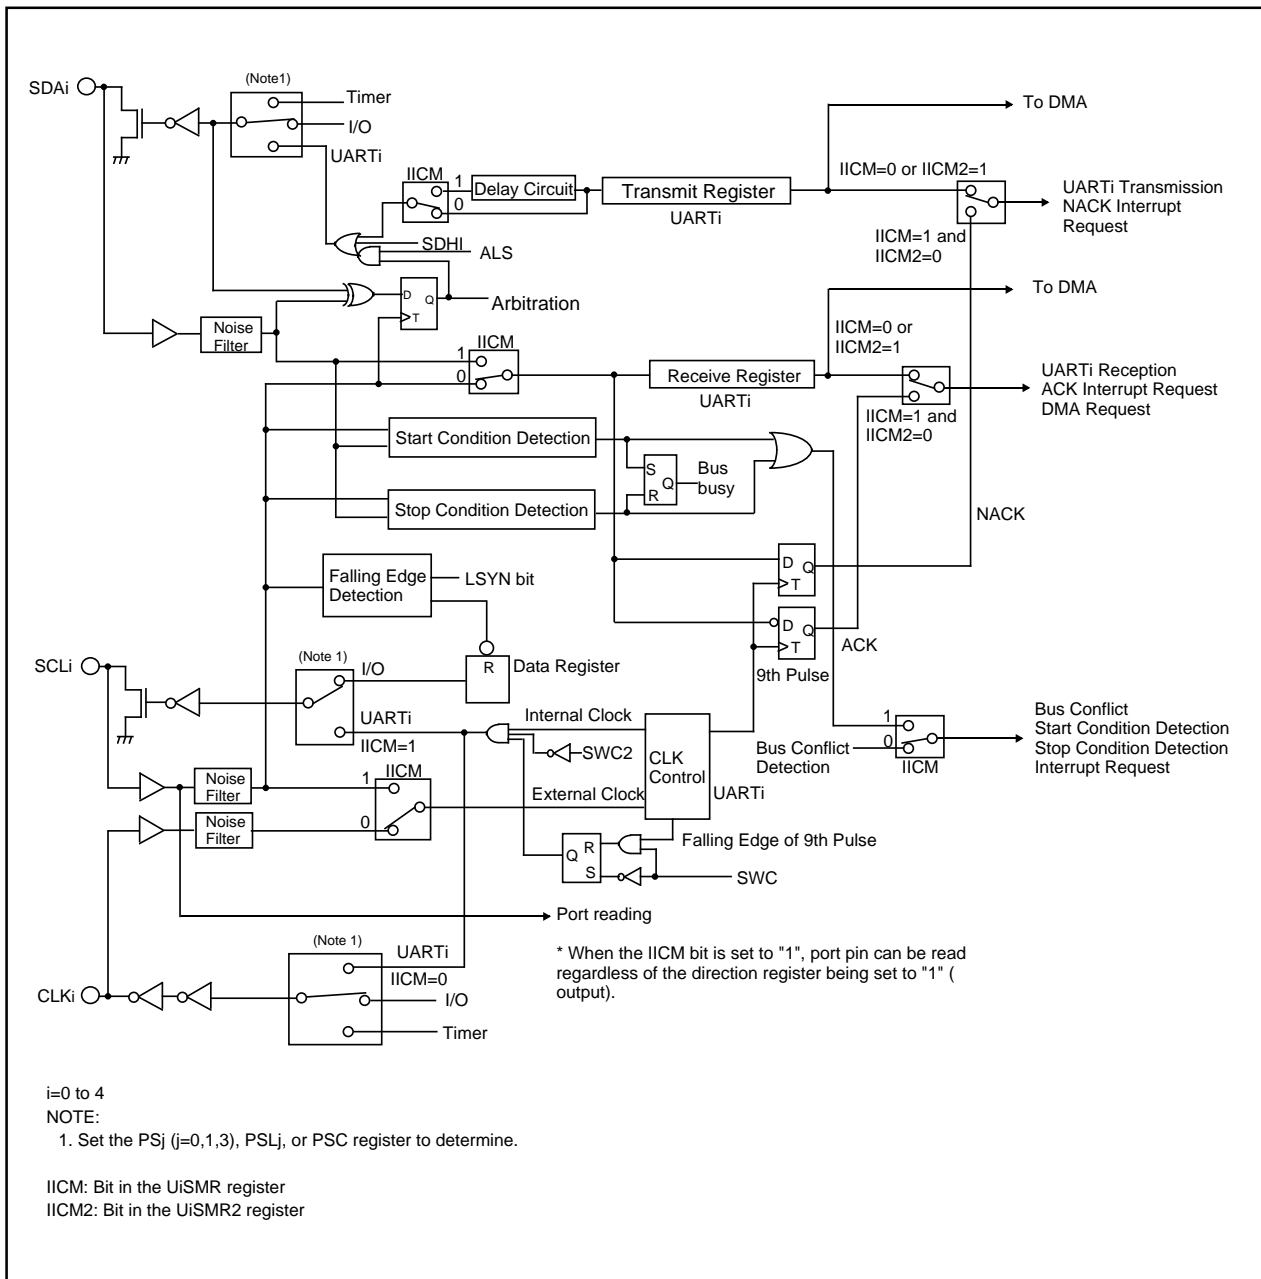 (Note1)
SDAi
Timer
I/O
UARTi
To DMA
IICM
1
0
Delay Circuit
Transmit Register
UARTi
IICM=0 or IICM2=1
UARTi Transmission
NACK Interrupt
Request
IICM=1 and
IICM2=0
SDHI
ALS
D
Q
T
Arbitration
Noise
Filter
To DMA
IICM
1
0
Receive Register
UARTi
IICM=0 or
IICM2=1
UARTi Reception
ACK Interrupt Request
DMA Request
IICM=1 and
IICM2=0
Start Condition Detection
S
Q
R
Bus
busy
Stop Condition Detection
NACK
Falling Edge
Detection
LSYN bit
D
Q
T
D
Q
T
ACK
9th Pulse
SCLi
(Note 1)
I/O
R
Data Register
UARTi
IICM=1
Internal Clock
SWC2
CLK
Control
UARTi
Bus Conflict
Detection
1
0
IICM
Bus Conflict
Start Condition Detection
Stop Condition Detection
Interrupt Request
Noise
Filter
IICM
1
0
External Clock
Noise
Filter
Q
R
S
Falling Edge of 9th Pulse
SWC
Port reading
(Note 1)
UARTi
IICM=0
CLKi
I/O
Timer
* When the IICM bit is set to "1", port pin can be read
regardless of the direction register being set to "1" (
output).
i=0 to 4
NOTE:
1. Set the PSj (j=0,1,3), PSLj, or PSC register to determine.
IICM: Bit in the UiSMR register
IICM2: Bit in the UiSMR2 register